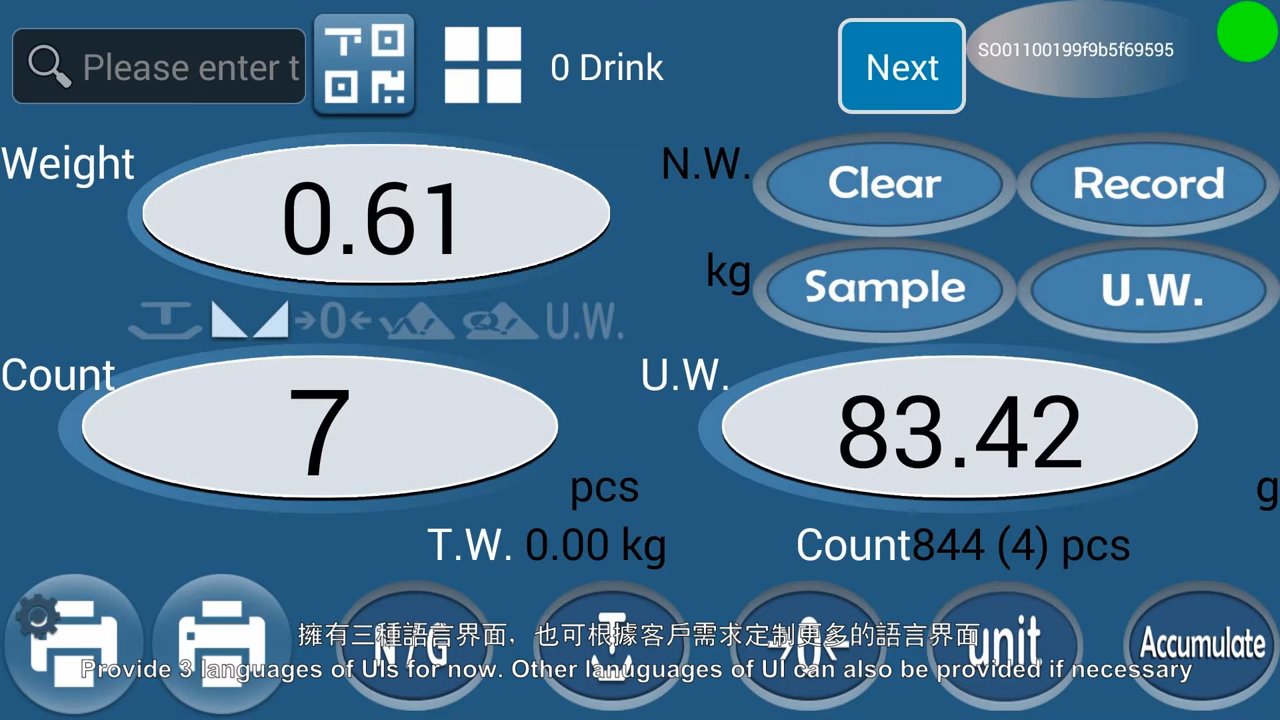 Please enter t
0 Drink
Next
SO01100199f9b5f69595
Weight
0.61
N.W.
kg
Clear
Record
Sample
U.W.
→0←
U.W.
Count
7
pcs
U.W.
83.42
g
T.W. 0.00 kg
Count844 (4) pcs
N/G
→0←
unit
Accumulate
擁有三種語言界面，也可根據客戶需求定制更多的語言界面
Provide 3 languages of UIs for now. Other lanuguages of UI can also be provided if necessary